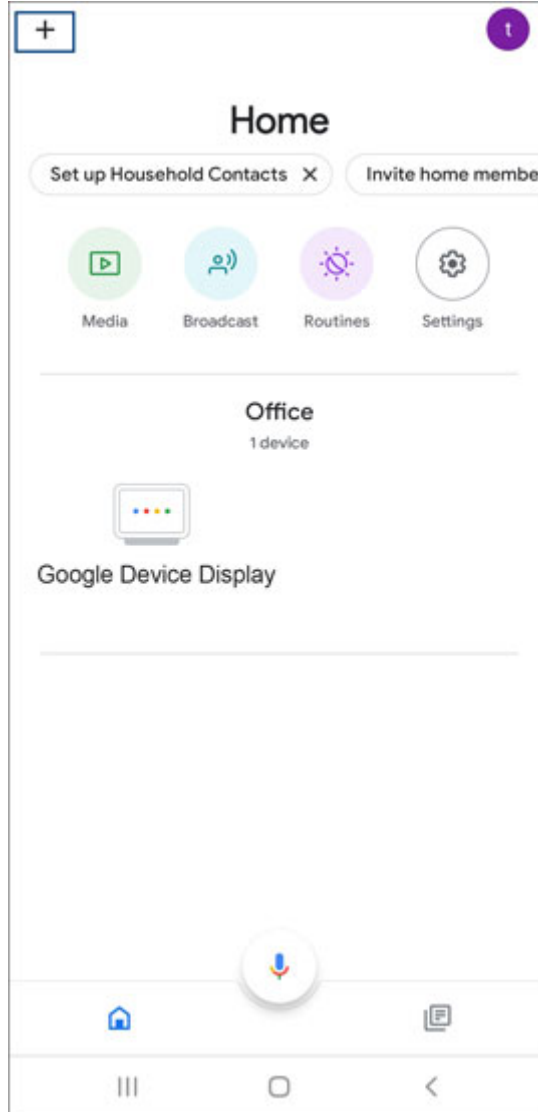 +
t
Home
Set up Household Contacts X Invite home membe
Media Broadcast Routines Settings
Office
1 device
Google Device Display